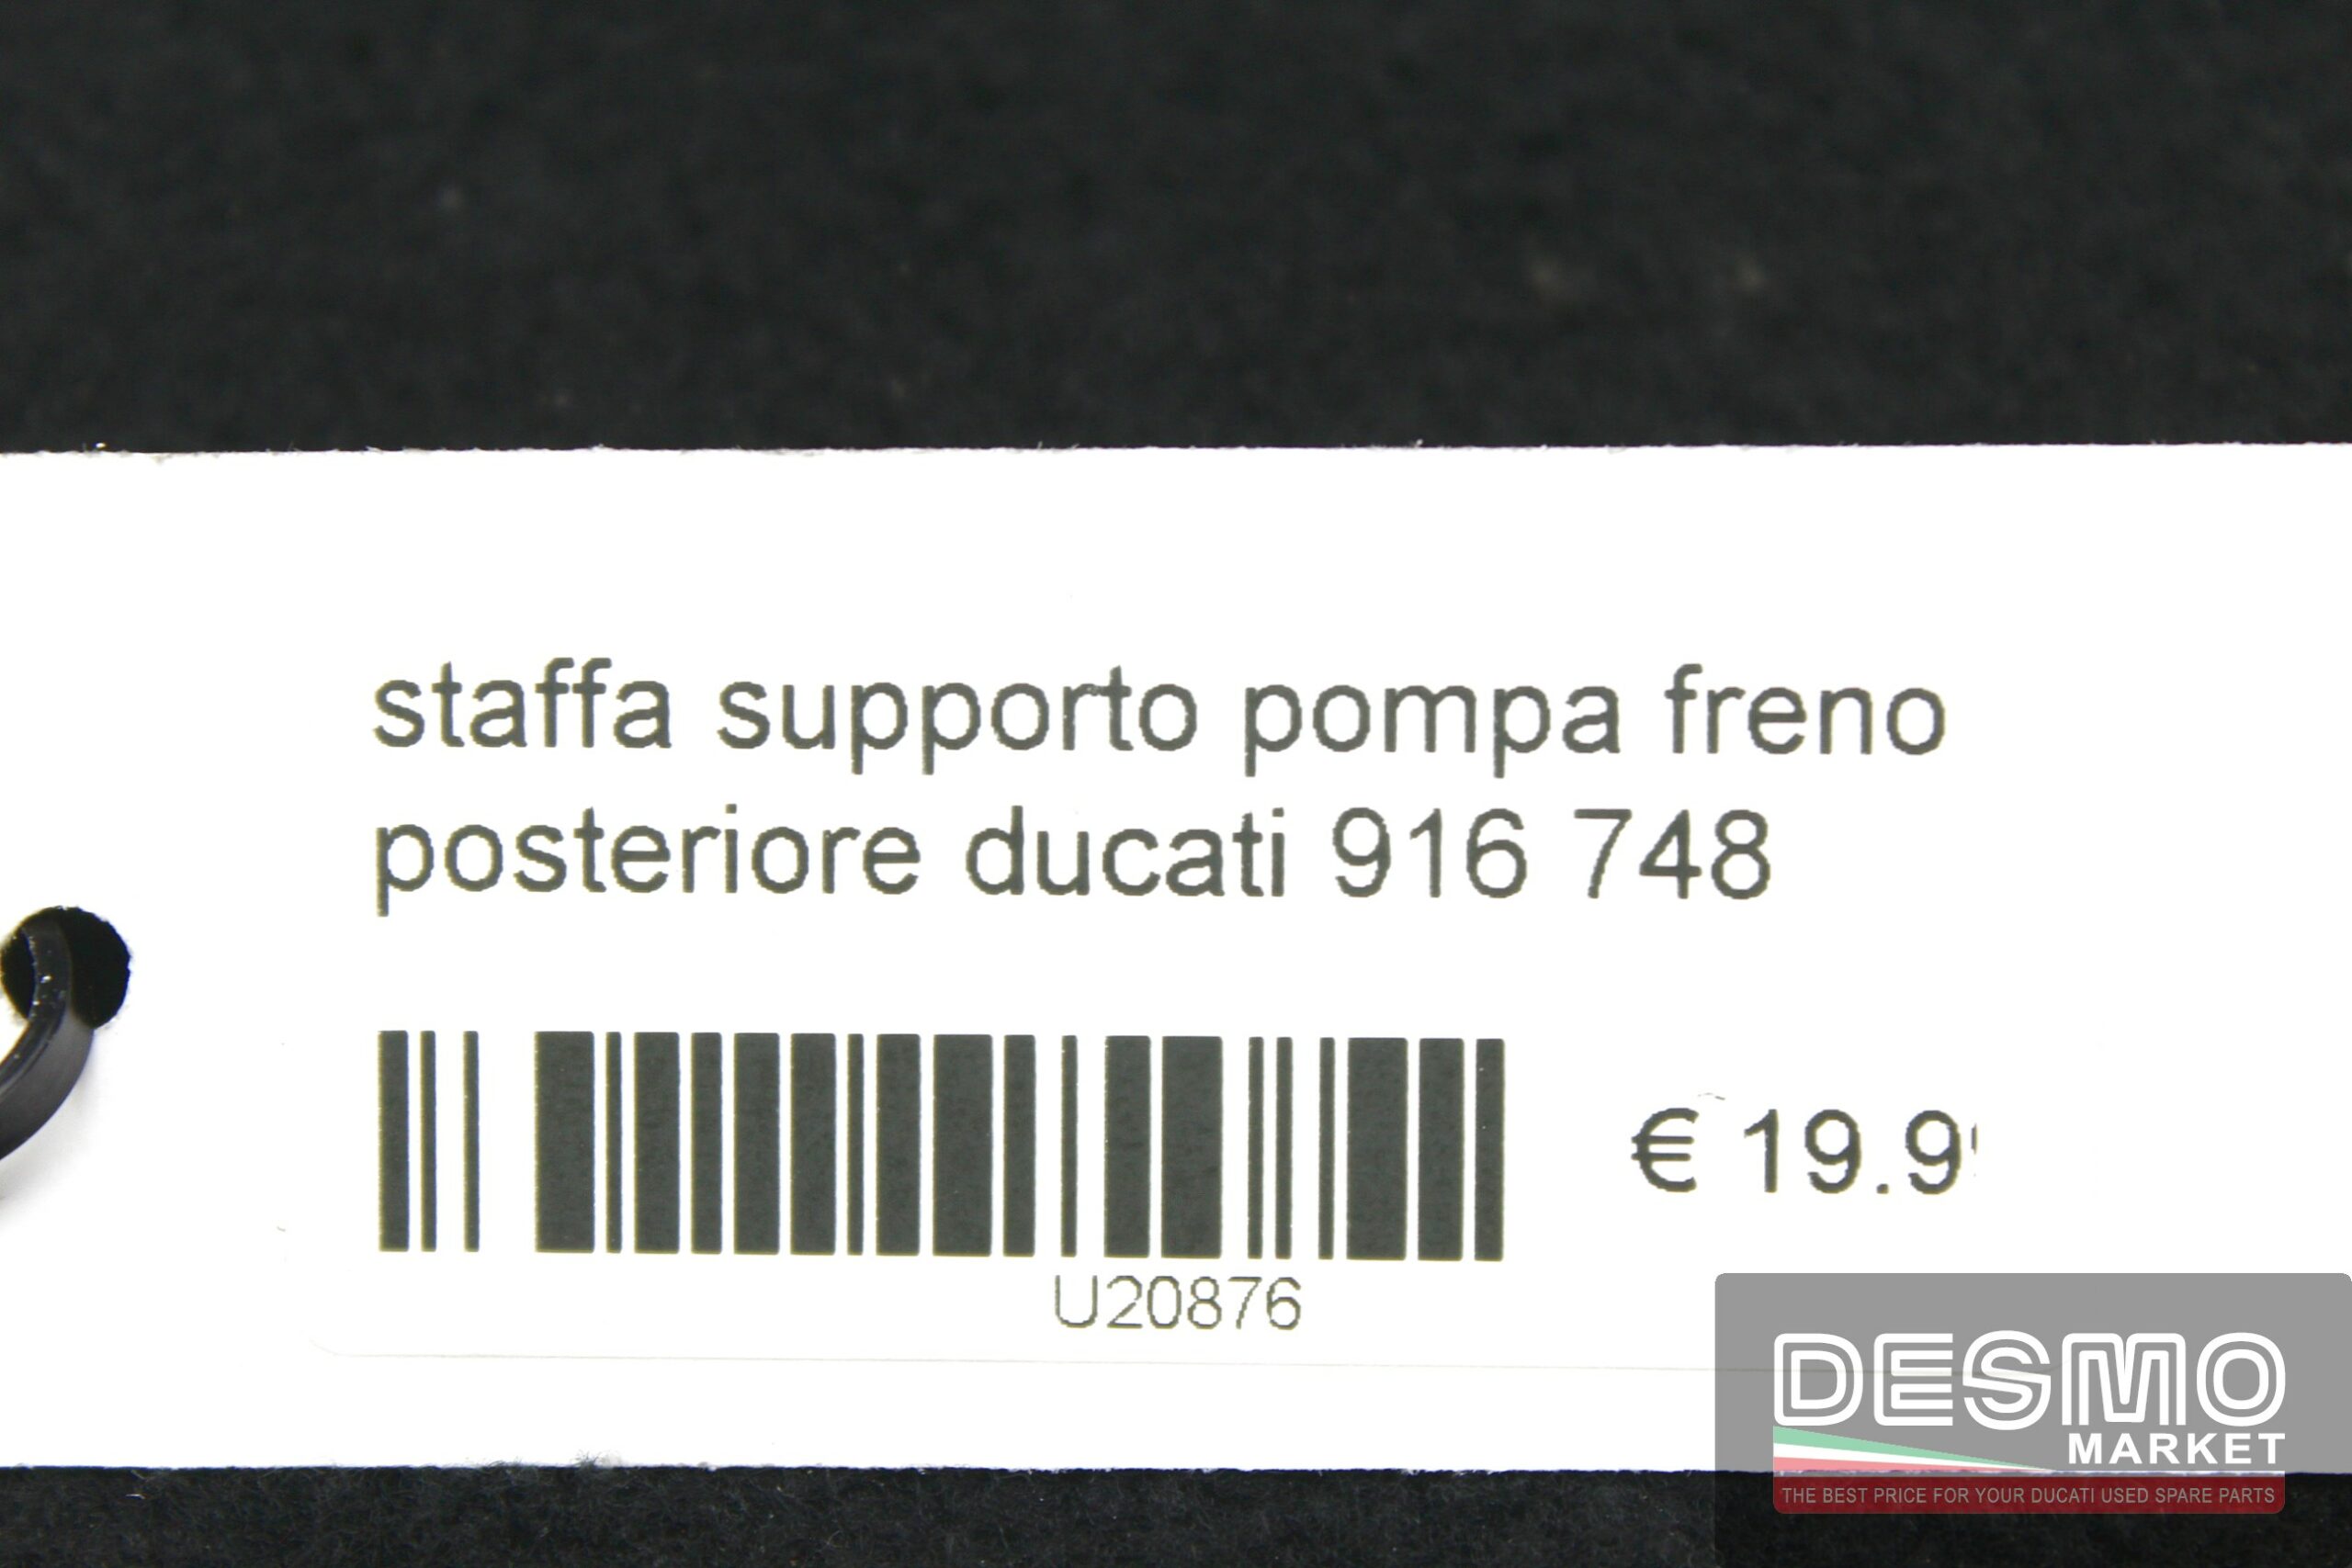 staffa supporto pompa freno
posteriore ducati 916 748
€ 19.9
U20876
DESMO
MARKET
THE BEST PRICE FOR YOUR DUCATI USED SPARE PARTS